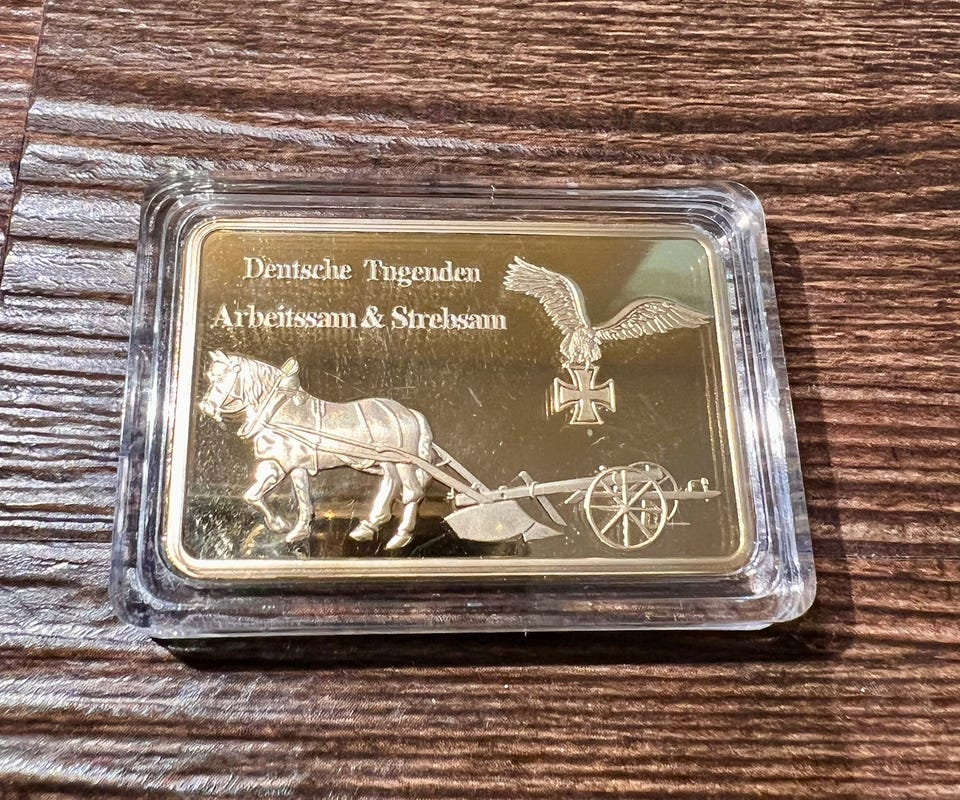 Deutsche Tugenden
Arbeitssam & Strebsam